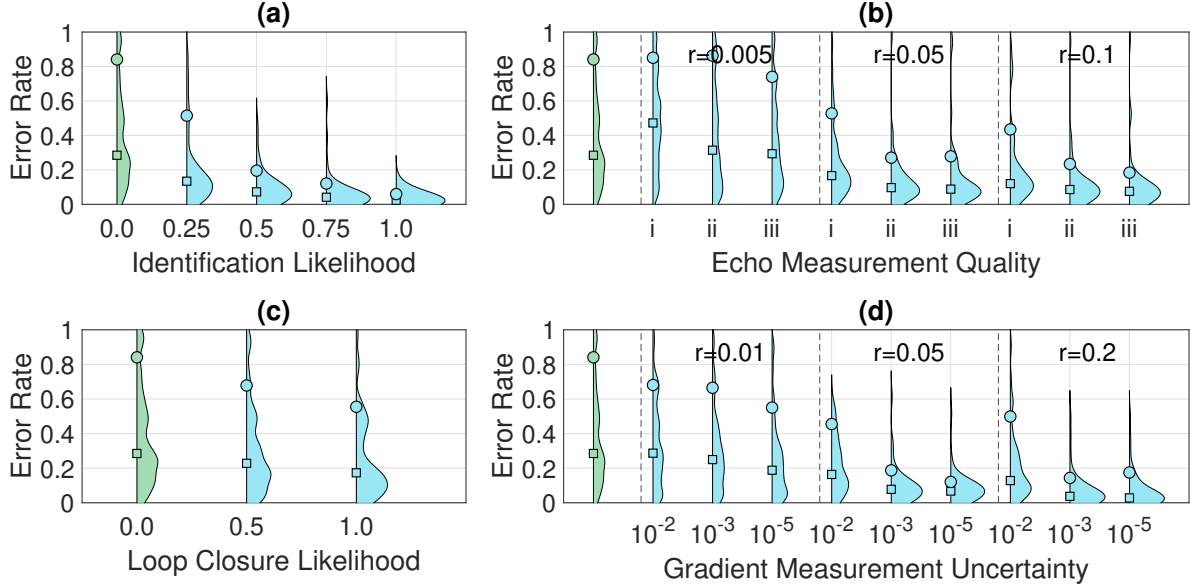 (a)
1
0.8
0.6
0.4
0.2
0
Error Rate
0.0 0.25 0.5 0.75 1.0
Identification Likelihood
(b)
1
0.8
0.6
0.4
0.2
0
Error Rate
r=0.005 r=0.05 r=0.1
i ii iii i ii iii i ii iii
Echo Measurement Quality
(c)
1
0.8
0.6
0.4
0.2
0
Error Rate
0.0 0.5 1.0
Loop Closure Likelihood
(d)
1
0.8
0.6
0.4
0.2
0
Error Rate
r=0.01 r=0.05 r=0.2
10⁻² 10⁻³ 10⁻⁵ 10⁻² 10⁻³ 10⁻⁵ 10⁻² 10⁻³ 10⁻⁵
Gradient Measurement Uncertainty